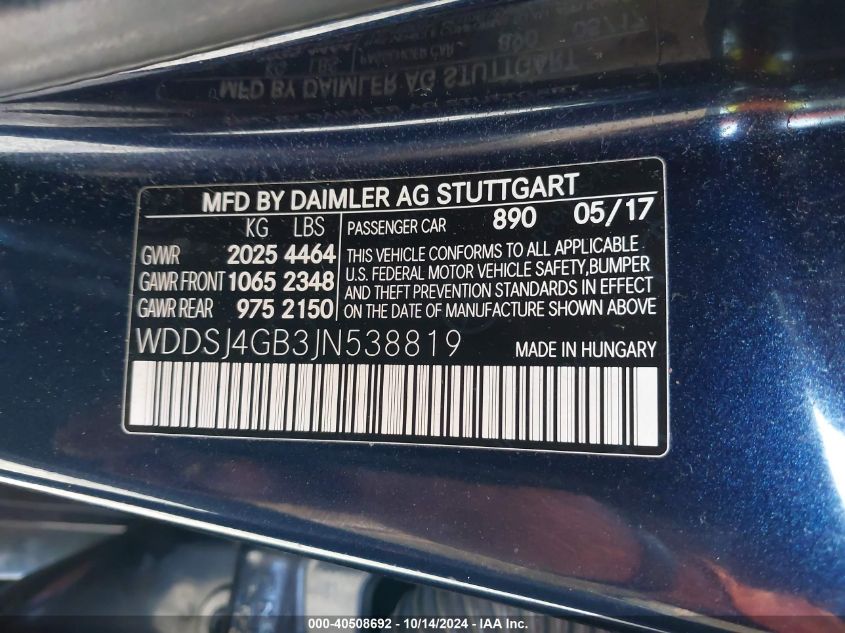 MFD BY DAIMLER AG STUTTGART
KG LBS
PASSENGER CAR 890 05/17
GVWR 2025 4464
GAWR FRONT 1065 2348
GAWR REAR 975 2150
THIS VEHICLE CONFORMS TO ALL APPLICABLE
U.S. FEDERAL MOTOR VEHICLE SAFETY,BUMPER
AND THEFT PREVENTION STANDARDS IN EFFECT
ON THE DATE OF MANUFACTURE SHOWN ABOVE
WDDSJ4GB3JN538819 MADE IN HUNGARY
000-40508692 - 10/14/2024 - © IAA Inc.